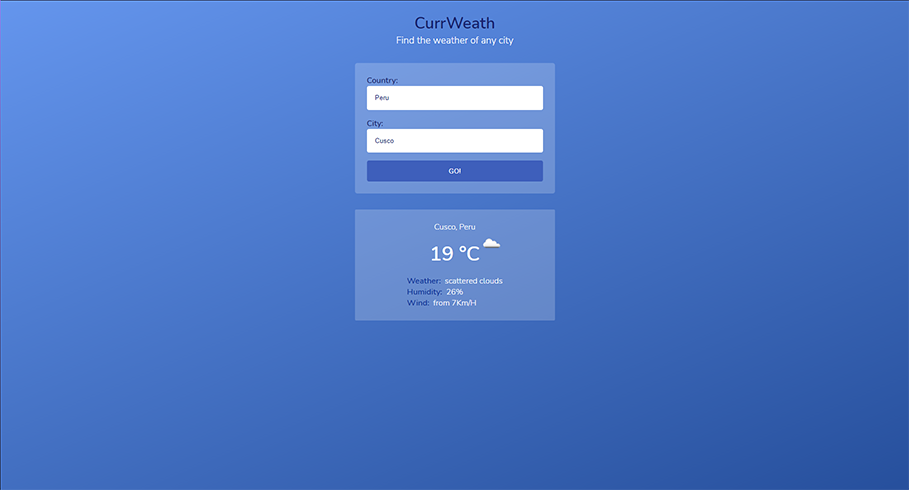 CurrWeath
Find the weather of any city
Country:
Peru
City:
Cusco
GO!
Cusco, Peru
19 °C
Weather: scattered clouds
Humidity: 26%
Wind: from 7Km/H